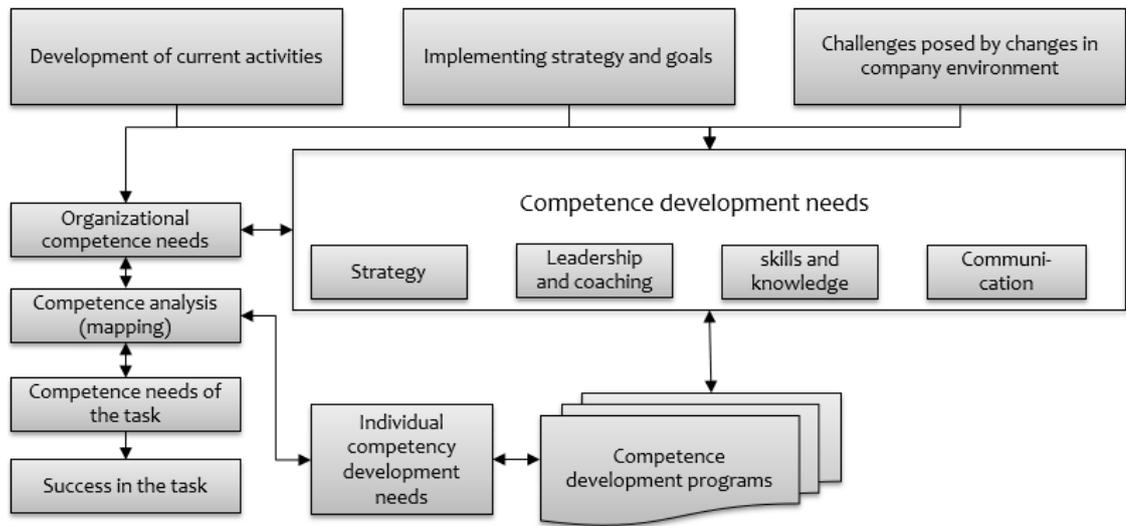 Development of current activities
Implementing strategy and goals
Challenges posed by changes in
company environment
Competence development needs
Organizational
competence needs
Strategy
Leadership
and coaching
skills and
knowledge
Communi-
cation
Competence analysis
(mapping)
Competence needs of
the task
Success in the task
Individual
competency
development
needs
Competence
development programs